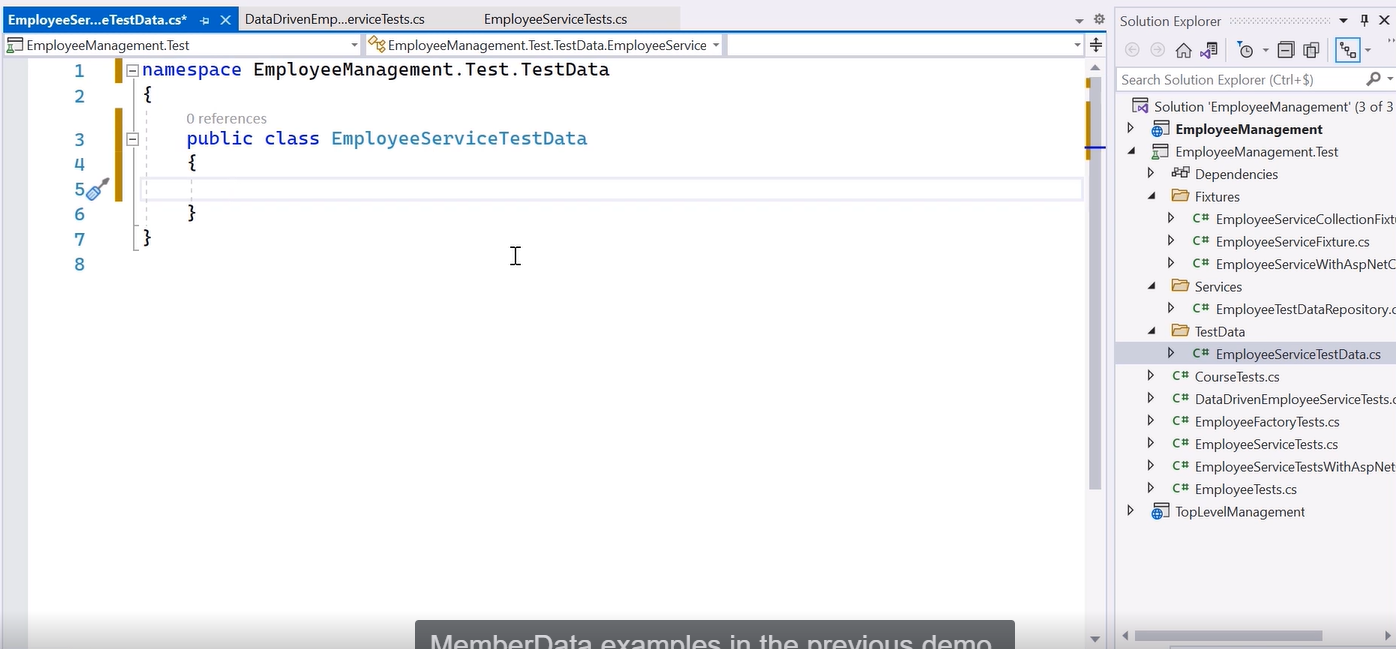 EmployeeSer...eTestData.cs*
DataDrivenEmp...erviceTests.cs
EmployeeServiceTests.cs
EmployeeManagement.Test
EmployeeManagement.Test.TestData.EmployeeService
1 namespace EmployeeManagement.Test.TestData
2 {
0 references
3 public class EmployeeServiceTestData
4 {
5
6 }
7 }
8
MemberData examples in the previous demo
Solution Explorer
Search Solution Explorer (Ctrl+$)
Solution 'EmployeeManagement' (3 of 3
EmployeeManagement
EmployeeManagement.Test
Dependencies
Fixtures
C# EmployeeServiceCollectionFixt
C# EmployeeServiceFixture.cs
C# EmployeeServiceWithAspNetC
Services
C# EmployeeTestDataRepository.c
TestData
C# EmployeeServiceTestData.cs
C# CourseTests.cs
C# DataDrivenEmployeeServiceTests.c
C# EmployeeFactoryTests.cs
C# EmployeeServiceTests.cs
C# EmployeeServiceTestsWithAspNet
C# EmployeeTests.cs
TopLevelManagement